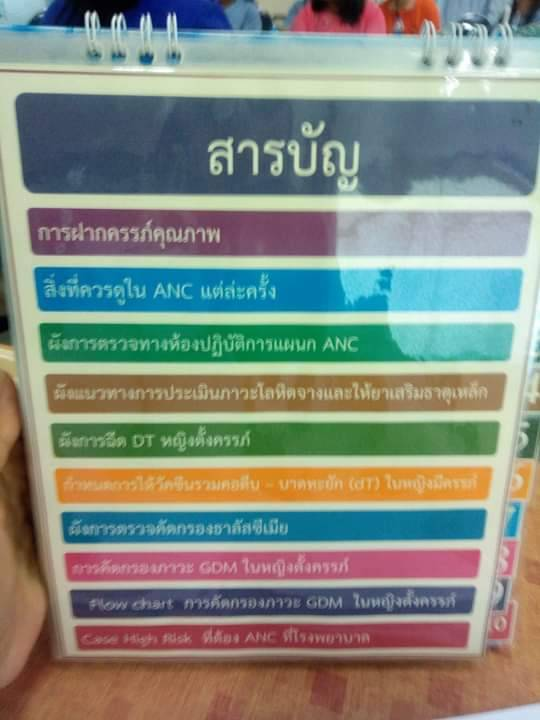 สารบัญ
การฝากครรภ์คุณภาพ
สิ่งที่ควรดูใน ANC แต่ล่ะครั้ง
ผังการตรวจทางห้องปฏิบัติการแผนก ANC
ผังแนวทางการประเมินภาวะโลหิตจางและให้ยาเสริมธาตุเหล็ก
ผังการฉีด DT หญิงตั้งครรภ์
กำหนดการได้วัคซีนรวมคอตีบ - บาดทะยัก (dT) ในหญิงมีครรภ์
ผังการตรวจคัดกรองธาลัสซีเมีย
การคัดกรองภาวะ GDM ในหญิงตั้งครรภ์
Flow chart การคัดกรองภาวะ GDM ในหญิงตั้งครรภ์
Case High Risk ที่ต้อง ANC ที่โรงพยาบาล